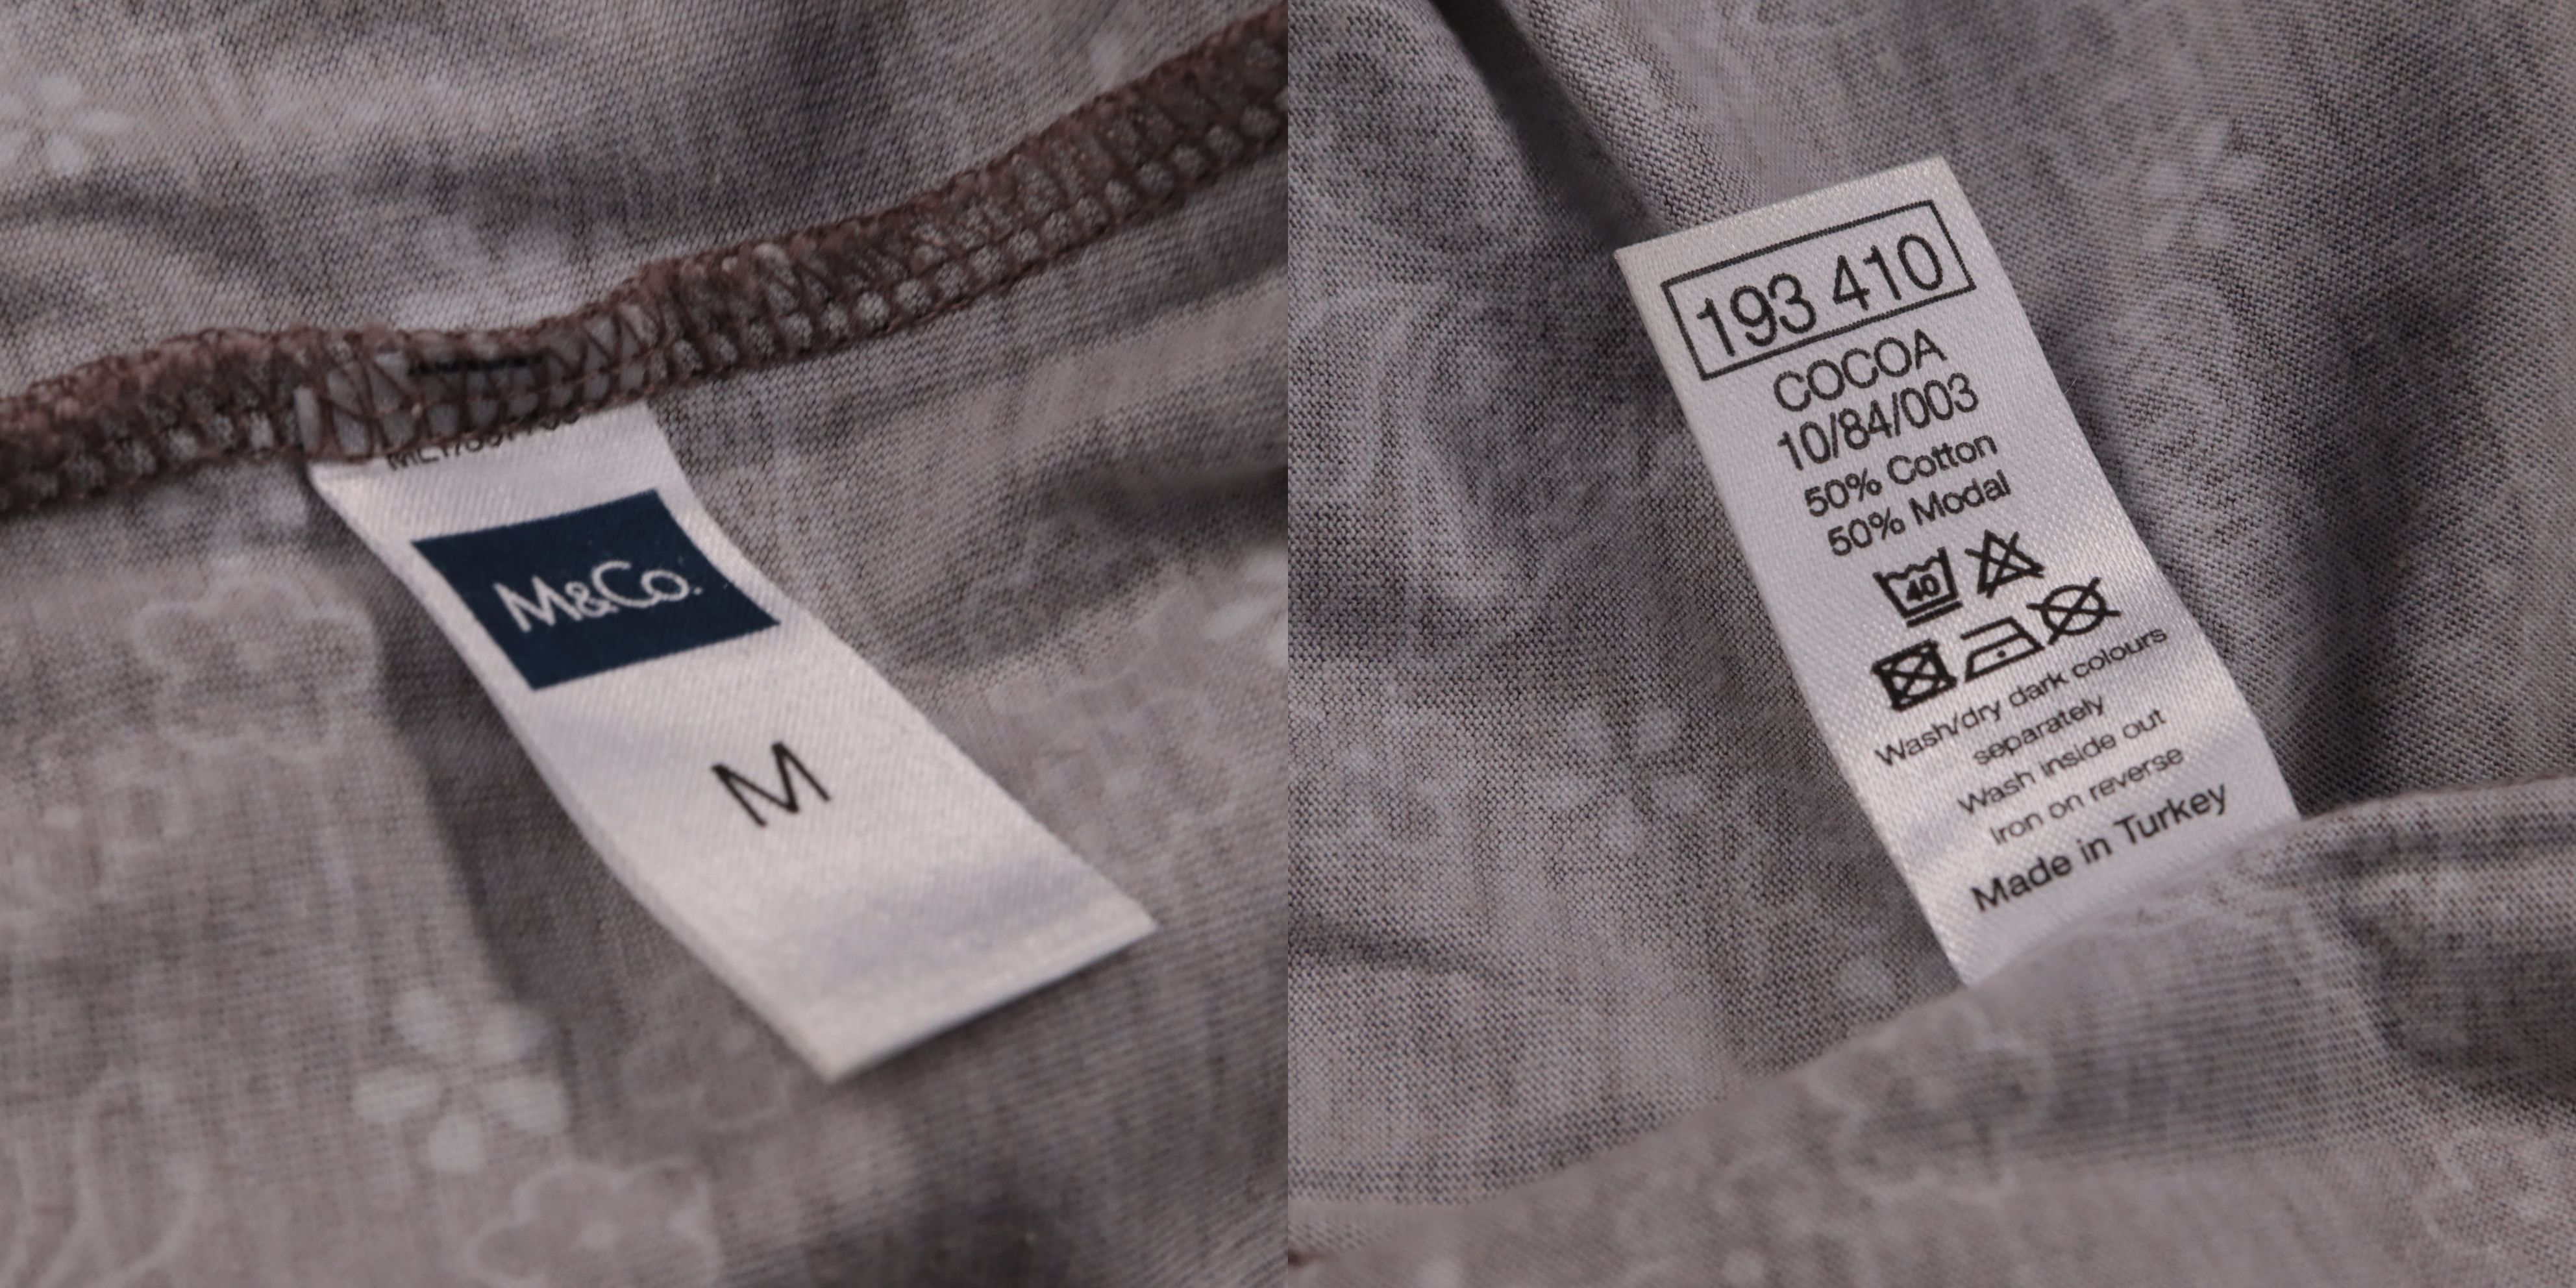 M&Co.
M
193 410
COCOA
10/84/003
50% Cotton
50% Modal
40
Wash/dry dark colours
separately
Wash inside out
Iron on reverse
Made in Turkey